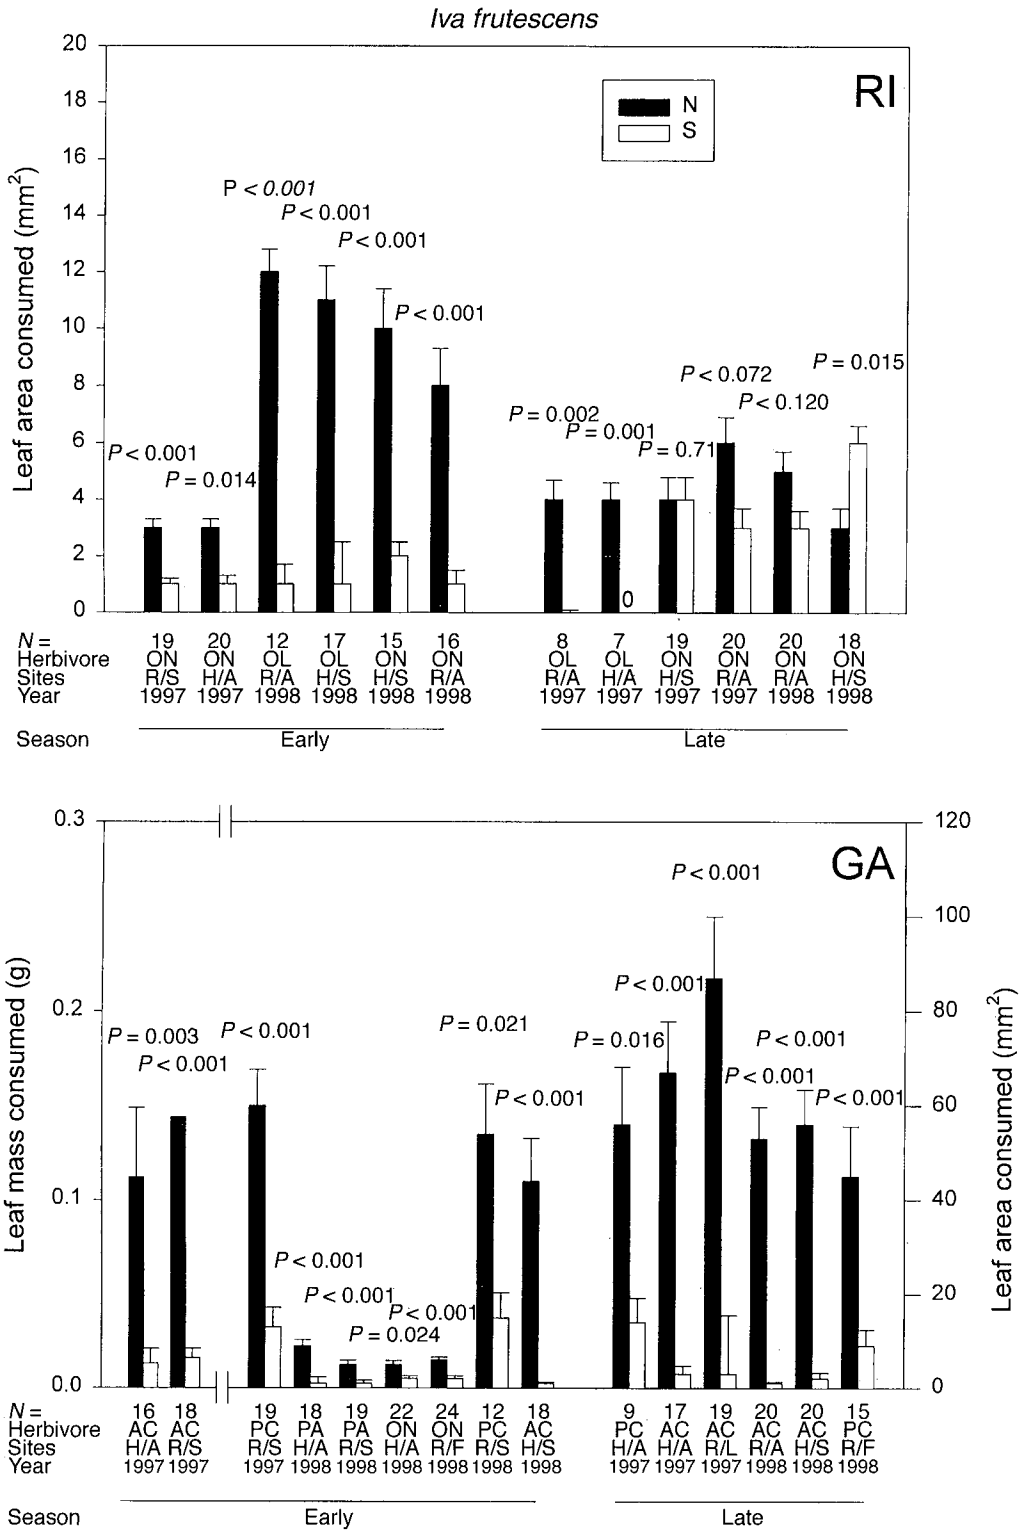 Iva frutescens
RI
N
S
Leaf area consumed (mm2)
20
18
16
14
12
10
8
6
4
2
0
P < 0.001
P = 0.014
P < 0.001
P < 0.001
P < 0.001
P < 0.001
P = 0.002
P = 0.001
P = 0.71
P < 0.072
P < 0.120
P = 0.015
0
N = 19 20 12 17 15 16 8 7 19 20 20 18
Herbivore ON ON OL OL ON ON OL OL ON ON ON ON
Sites R/S H/A R/A H/S H/S R/A R/A H/A H/S R/A R/A H/S
Year 1997 1997 1998 1998 1998 1998 1997 1997 1997 1997 1998 1998
Season Early Late
GA
Leaf mass consumed (g)
0.3
0.2
0.1
0.0
Leaf area consumed (mm2)
120
100
80
60
40
20
0
P = 0.003
P < 0.001
P < 0.001
P < 0.001
P < 0.001
P = 0.024
P < 0.001
P = 0.021
P < 0.001
P = 0.016
P < 0.001
P < 0.001
P < 0.001
P < 0.001
P < 0.001
N = 16 18 19 18 19 22 24 12 18 9 17 19 20 20 15
Herbivore AC AC PC PA PA ON ON PC AC PC AC AC AC AC PC
Sites H/A R/S R/S H/A R/S H/A R/F R/S H/S H/A H/A R/L R/A H/S R/F
Year 1997 1997 1997 1998 1998 1998 1998 1998 1998 1997 1997 1997 1998 1998 1998
Season Early Late